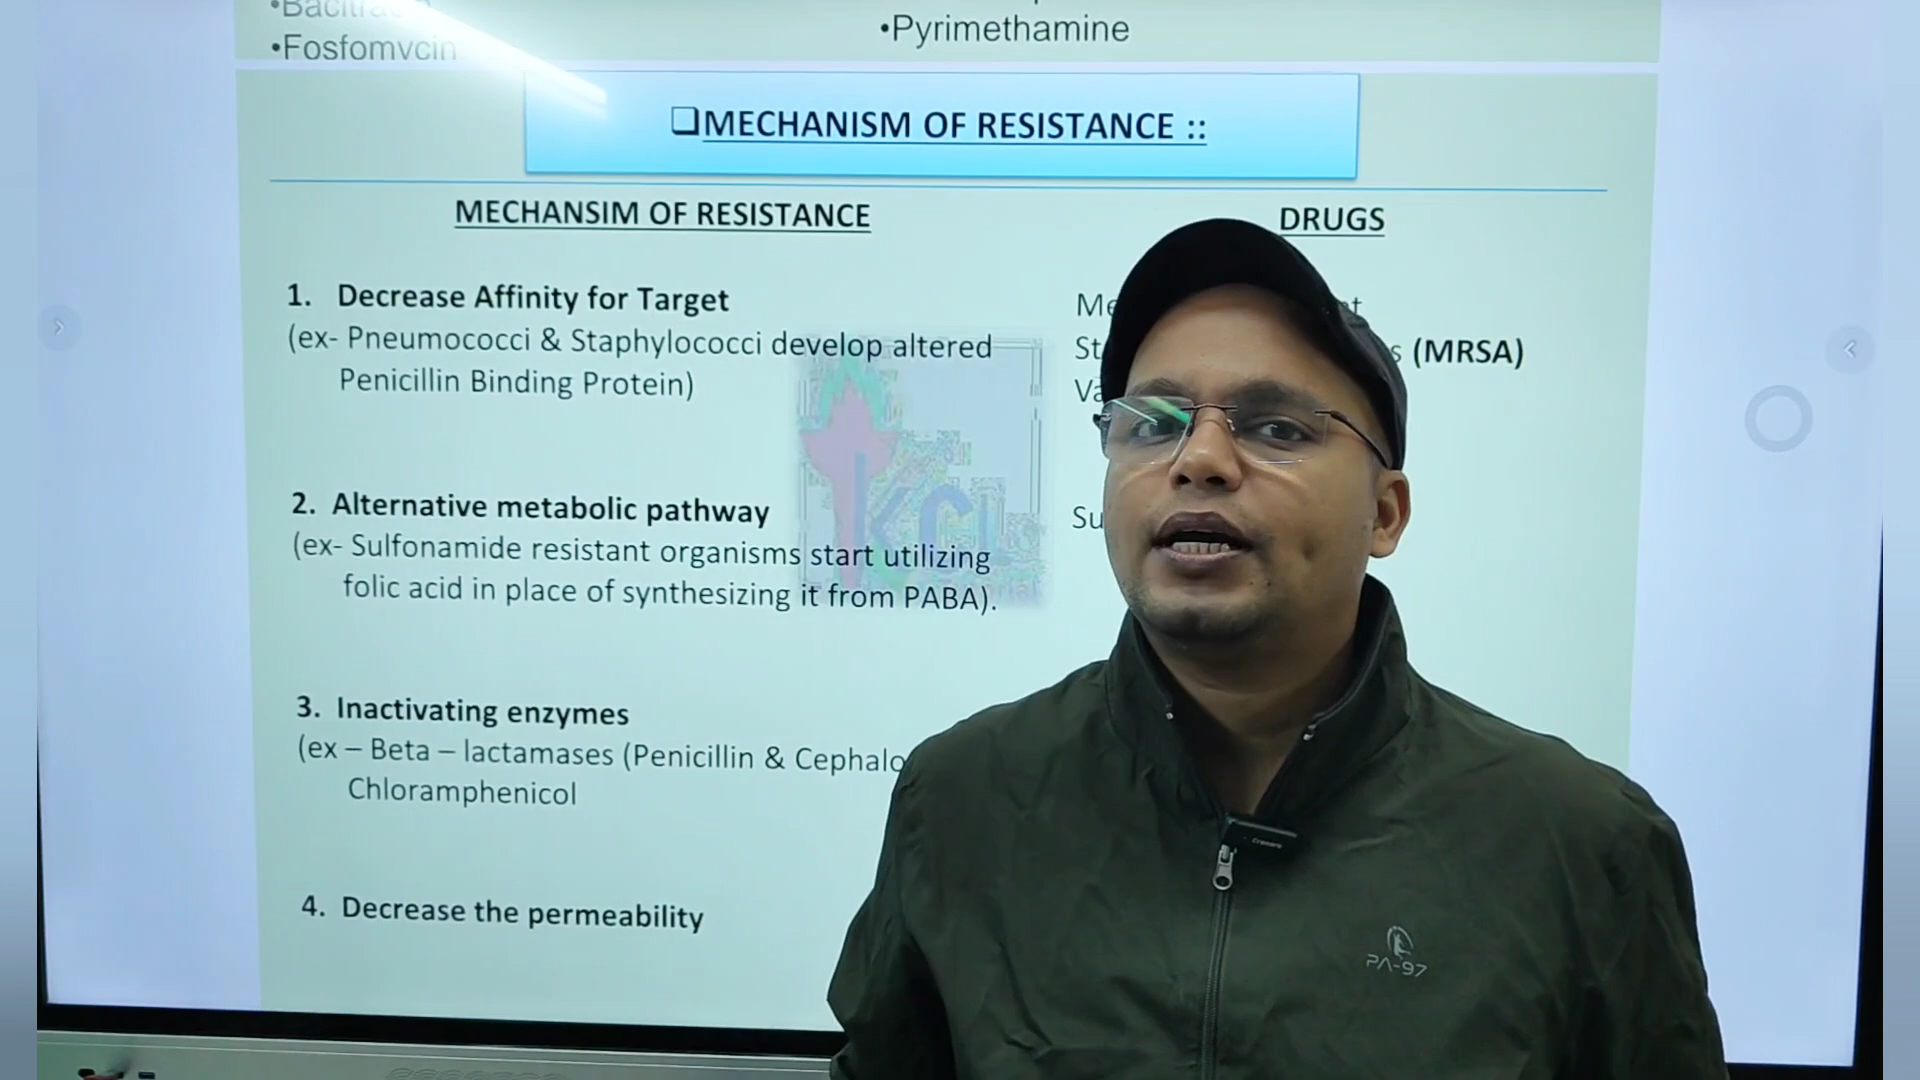 •Bacitracin
•Fosfomycin
•Pyrimethamine
❑MECHANISM OF RESISTANCE ::
MECHANSIM OF RESISTANCE
DRUGS
1. Decrease Affinity for Target
(ex- Pneumococci & Staphylococci develop altered
Penicillin Binding Protein)
(MRSA)
2. Alternative metabolic pathway
(ex- Sulfonamide resistant organisms start utilizing
folic acid in place of synthesizing it from PABA).
KCL
3. Inactivating enzymes
(ex – Beta – lactamases (Penicillin & Cephalo
Chloramphenicol
4. Decrease the permeability
PA-97